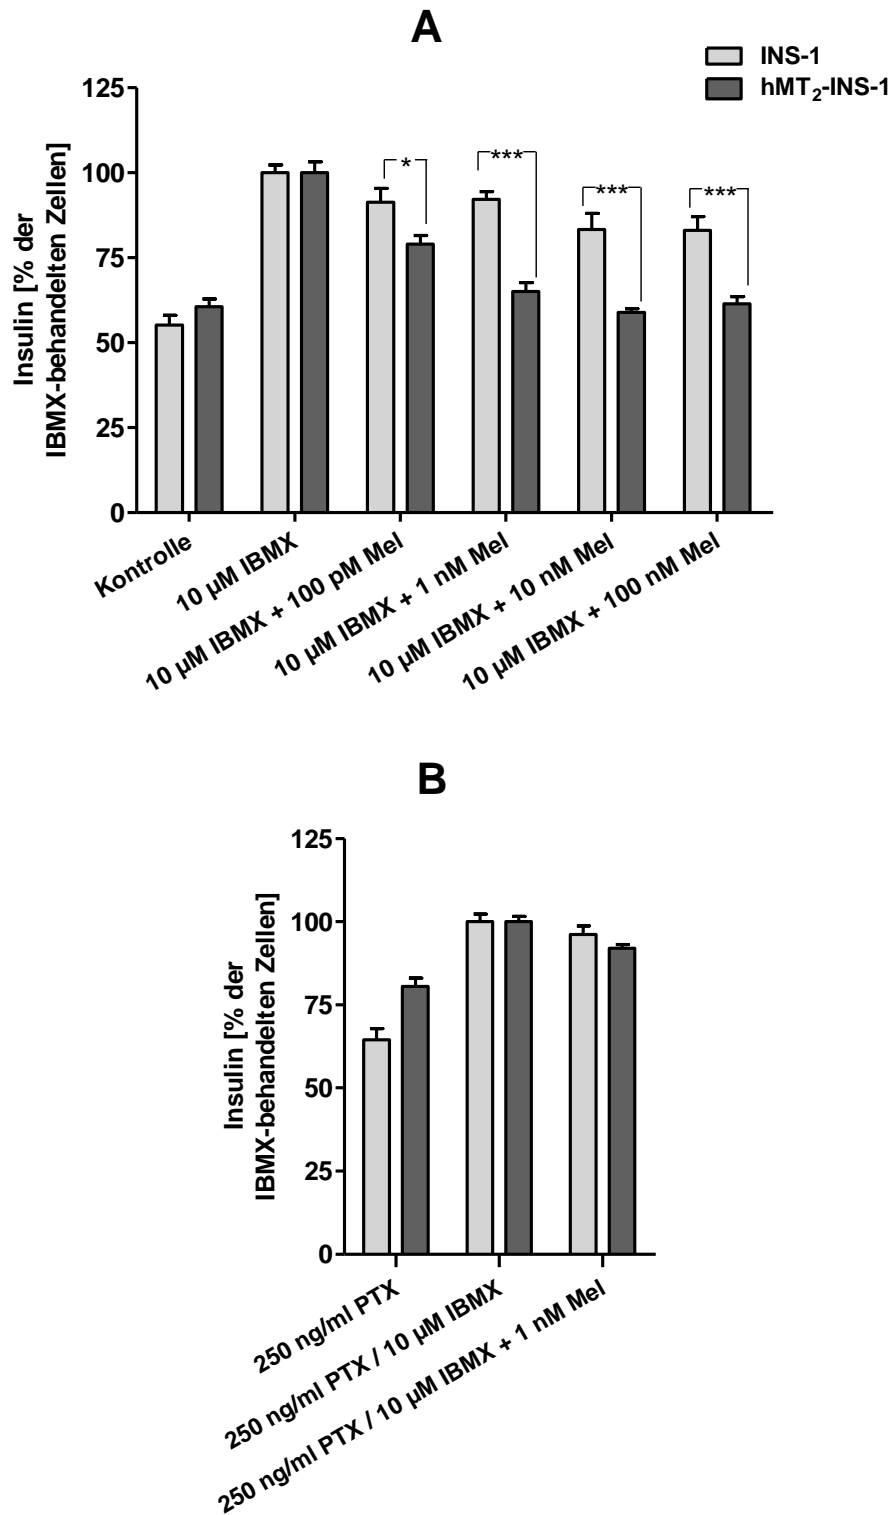 A
INS-1
hMT₂-INS-1
Insulin [% der
IBMX-behandelten Zellen]
125
100
75
50
25
0
*
***
***
***
Kontrolle
10 µM IBMX
10 µM IBMX + 100 pM Mel
10 µM IBMX + 1 nM Mel
10 µM IBMX + 10 nM Mel
10 µM IBMX + 100 nM Mel
B
Insulin [% der
IBMX-behandelten Zellen]
125
100
75
50
25
0
250 ng/ml PTX
250 ng/ml PTX / 10 µM IBMX
250 ng/ml PTX / 10 µM IBMX + 1 nM Mel